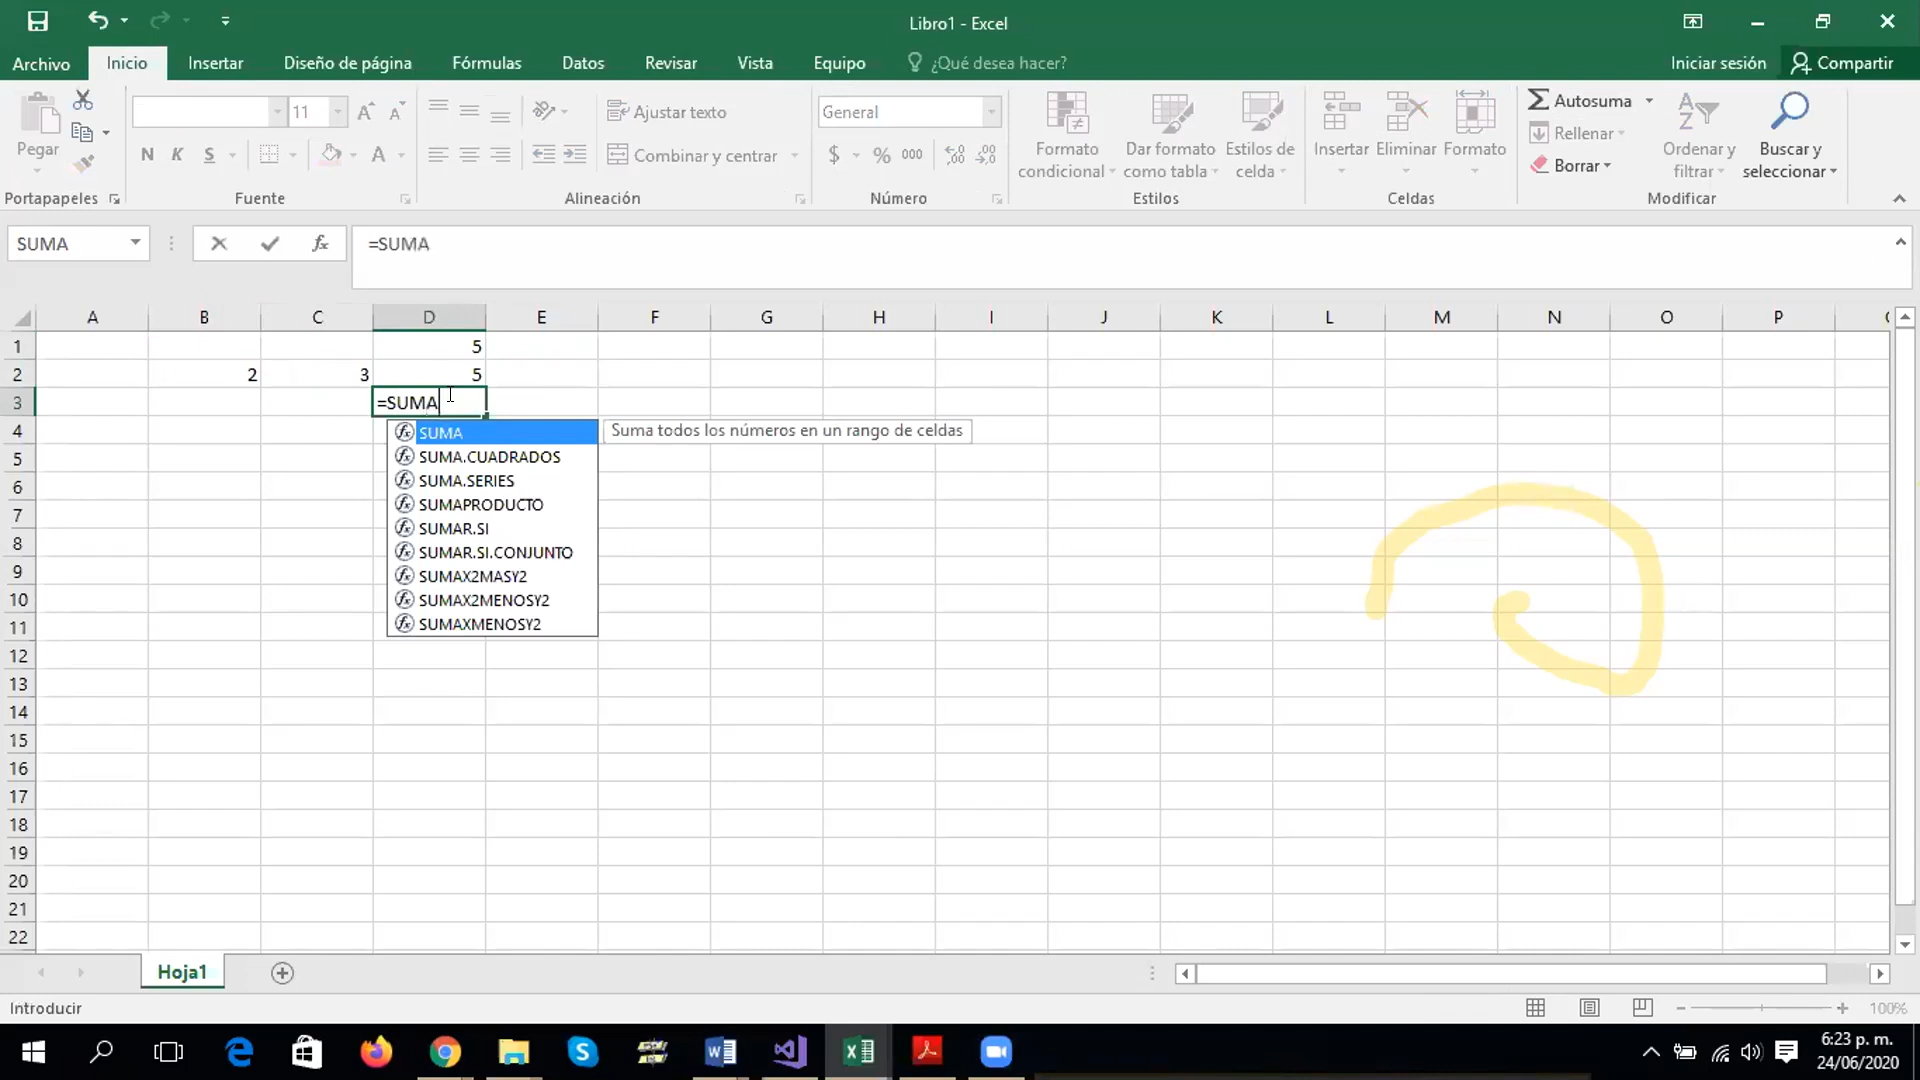 Libro1 - Excel
Archivo Inicio Insertar Diseño de página Fórmulas Datos Revisar Vista Equipo ¿Qué desea hacer? Iniciar sesión Compartir
Pegar
Portapapeles
11
N K S
A
Fuente
Ajustar texto
Combinar y centrar
Alineación
General
$ % 000
Número
Formato condicional
Dar formato como tabla
Estilos de celda
Estilos
Insertar Eliminar Formato
Celdas
Autosuma
Rellenar
Borrar
Ordenar y filtrar
Buscar y seleccionar
Modificar
SUMA fx =SUMA
A B C D E F G H I J K L M N O P
1 5
2 2 3 5
3 =SUMA
4
5
6
7
8
9
10
11
12
13
14
15
16
17
18
19
20
21
22
SUMA
SUMA.CUADRADOS
SUMA.SERIES
SUMAPRODUCTO
SUMAR.SI
SUMAR.SI.CONJUNTO
SUMAX2MASY2
SUMAX2MENOSY2
SUMAXMENOSY2
Suma todos los números en un rango de celdas
Hoja1
Introducir 100%
6:23 p. m.
24/06/2020